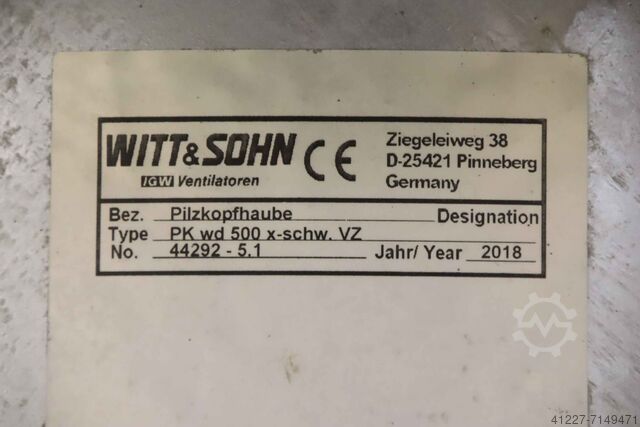 WITT&SOHN CE
IGW Ventilatoren
Ziegeleiweg 38
D-25421 Pinneberg
Germany
Bez. Pilzkopfhaube Designation
Type PK wd 500 x-schw. VZ
No. 44292 - 5.1 Jahr/ Year 2018
41227-7149471